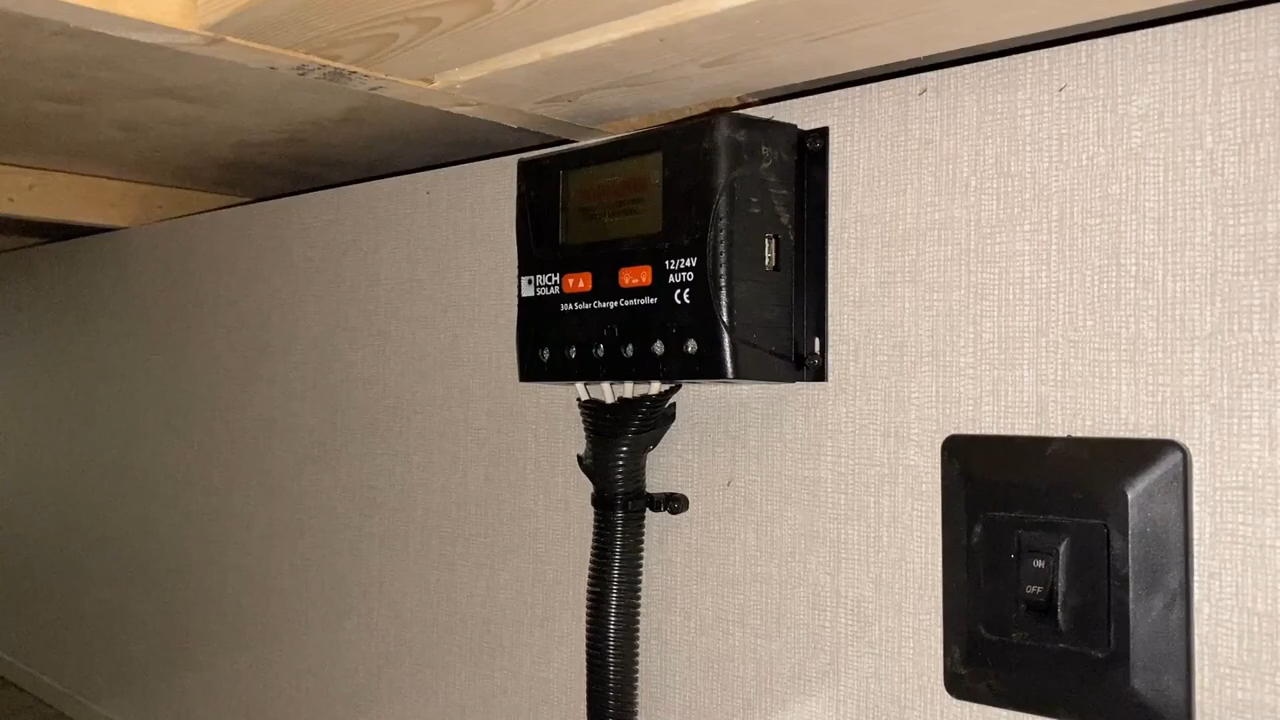 RICH
SOLAR
12/24V
AUTO
CE
30A Solar Charge Controller
ON
OFF